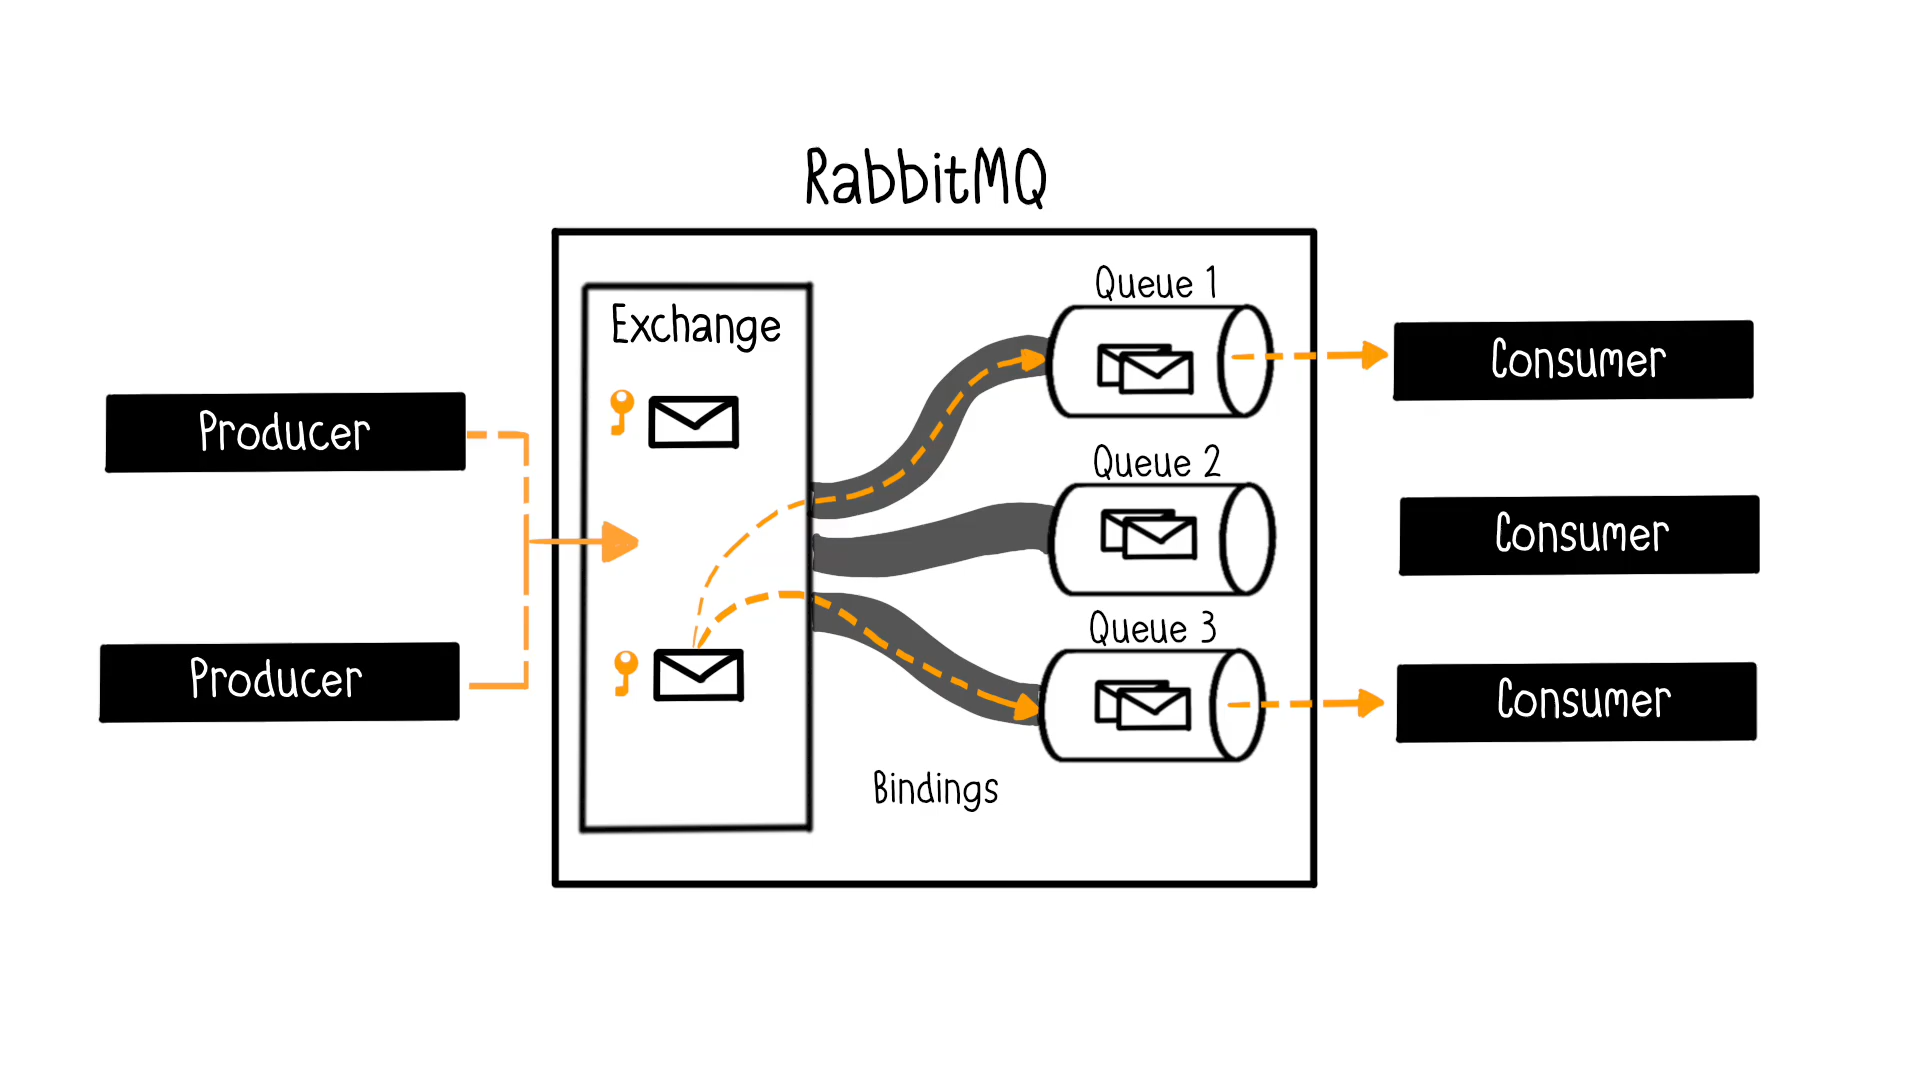 RabbitMQ
Exchange
Producer
Producer
Queue 1
Queue 2
Queue 3
Bindings
Consumer
Consumer
Consumer